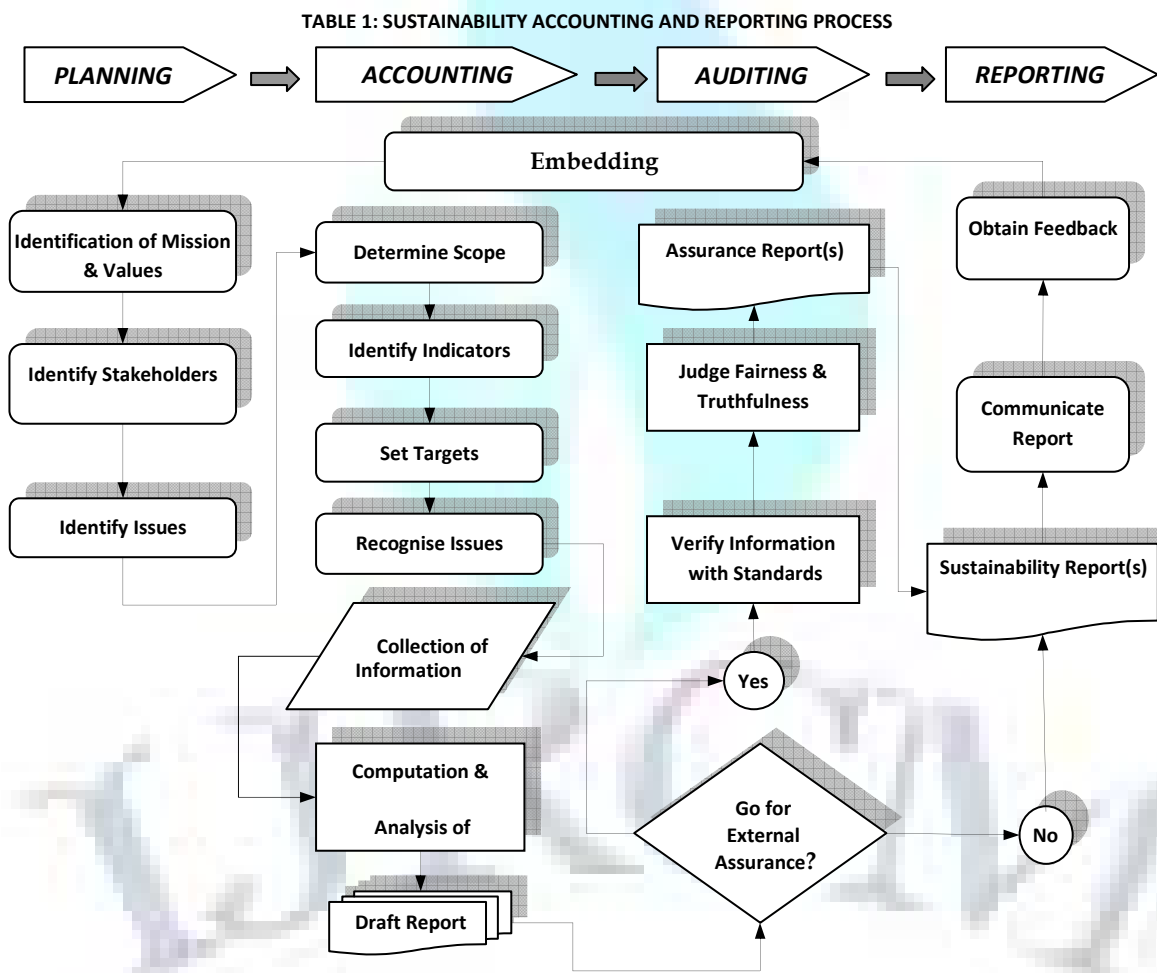 TABLE 1: SUSTAINABILITY ACCOUNTING AND REPORTING PROCESS
PLANNING
ACCOUNTING
AUDITING
REPORTING
Embedding
Identification of Mission
& Values
Identify Stakeholders
Identify Issues
Determine Scope
Identify Indicators
Set Targets
Recognise Issues
Collection of
Information
Computation &
Analysis of
Draft Report
Assurance Report(s)
Judge Fairness &
Truthfulness
Verify Information
with Standards
Yes
Go for
External
Assurance?
No
Obtain Feedback
Communicate
Report
Sustainability Report(s)